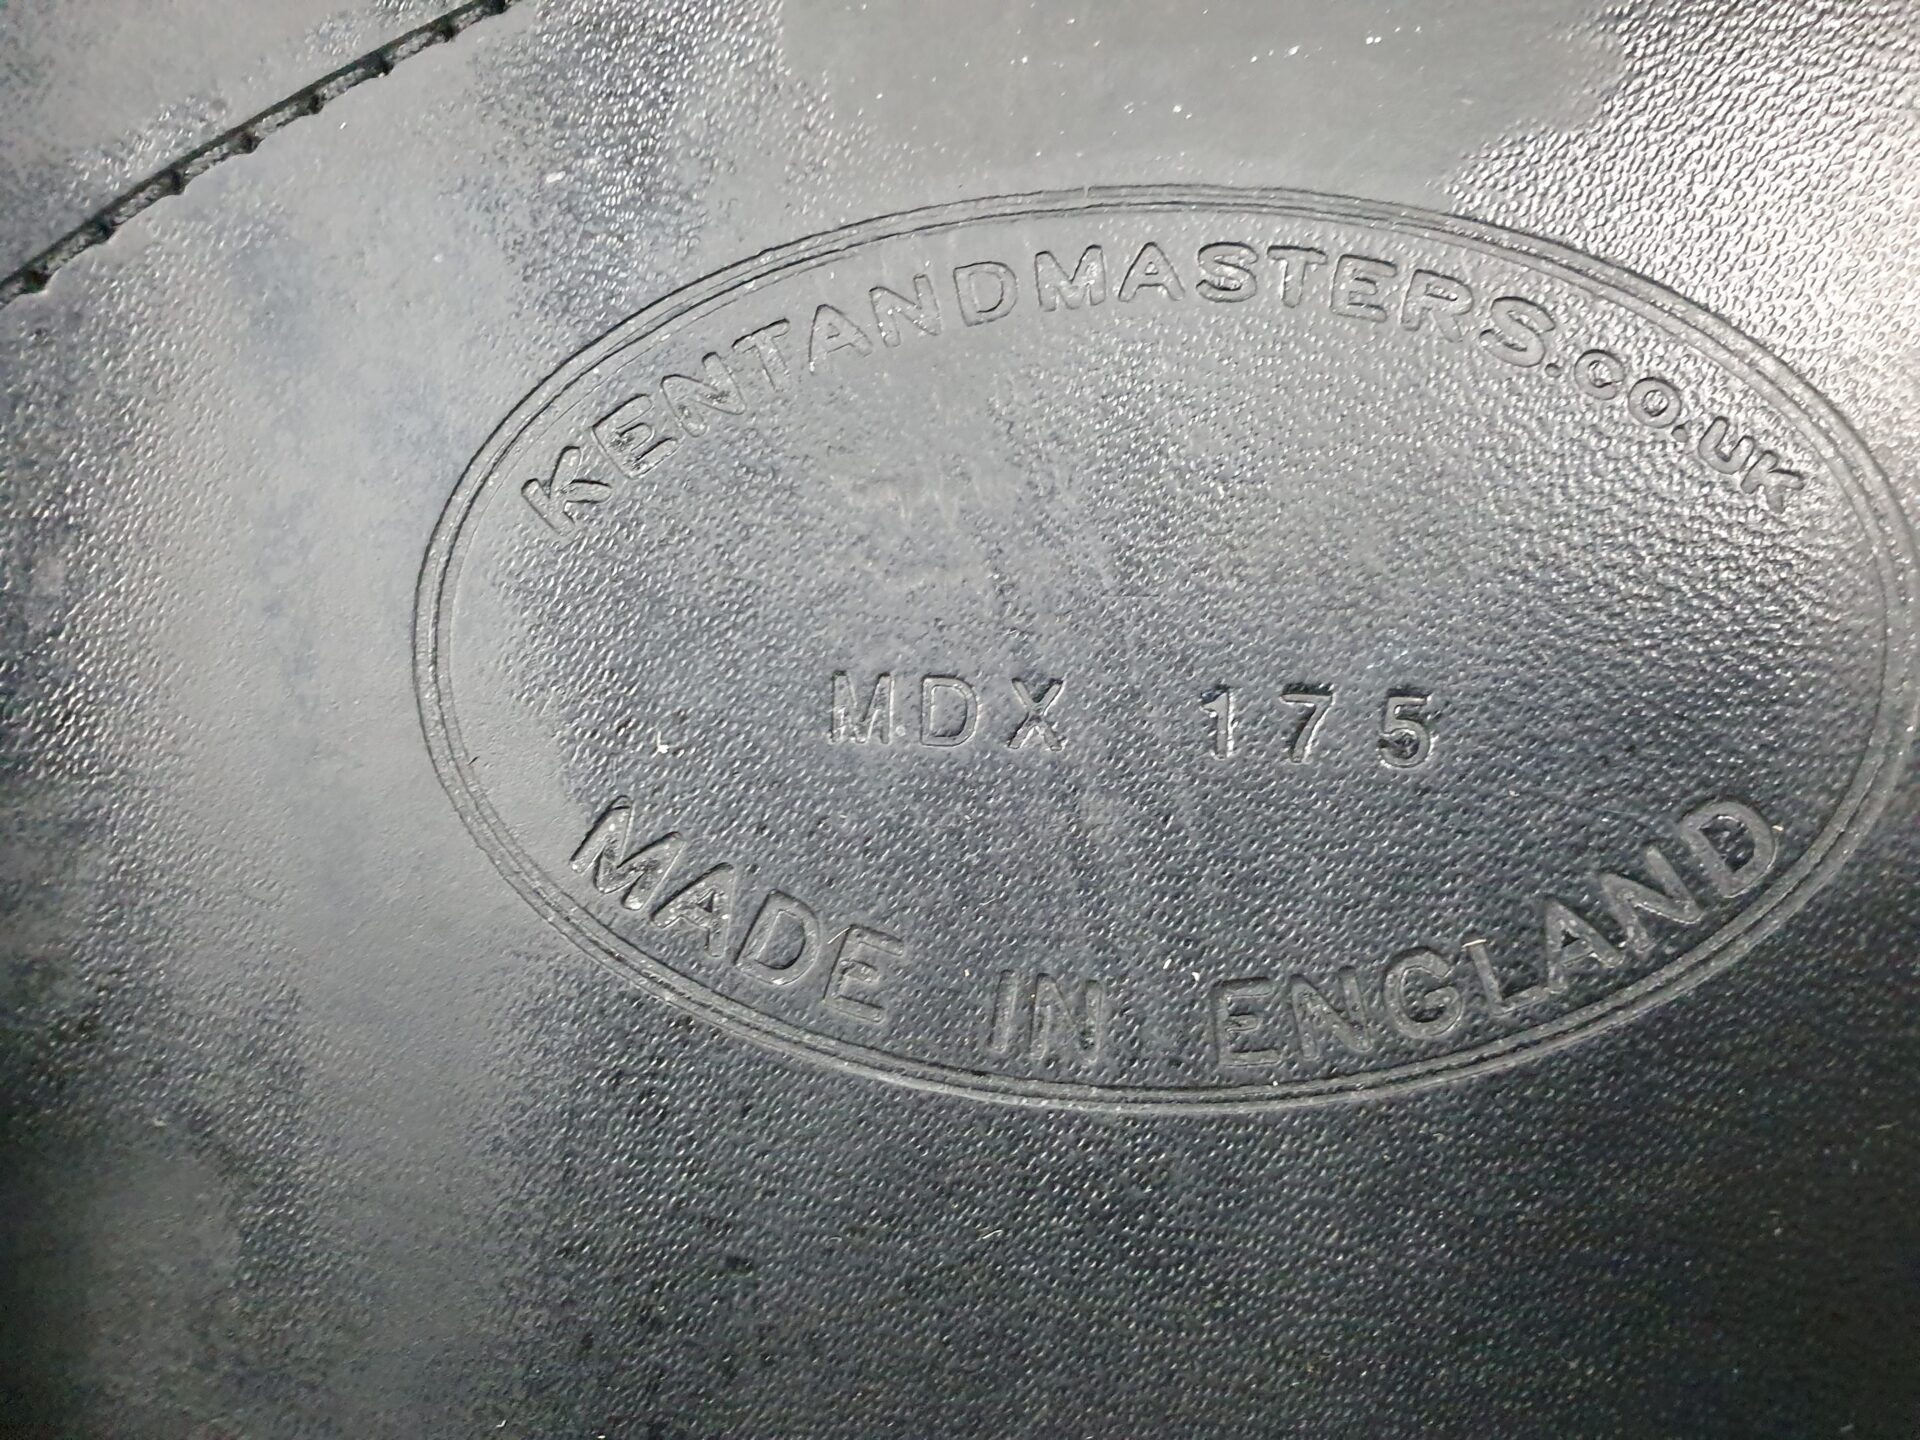 KENTANDMASTERS.CO.UK
MDX 175
MADE IN ENGLAND